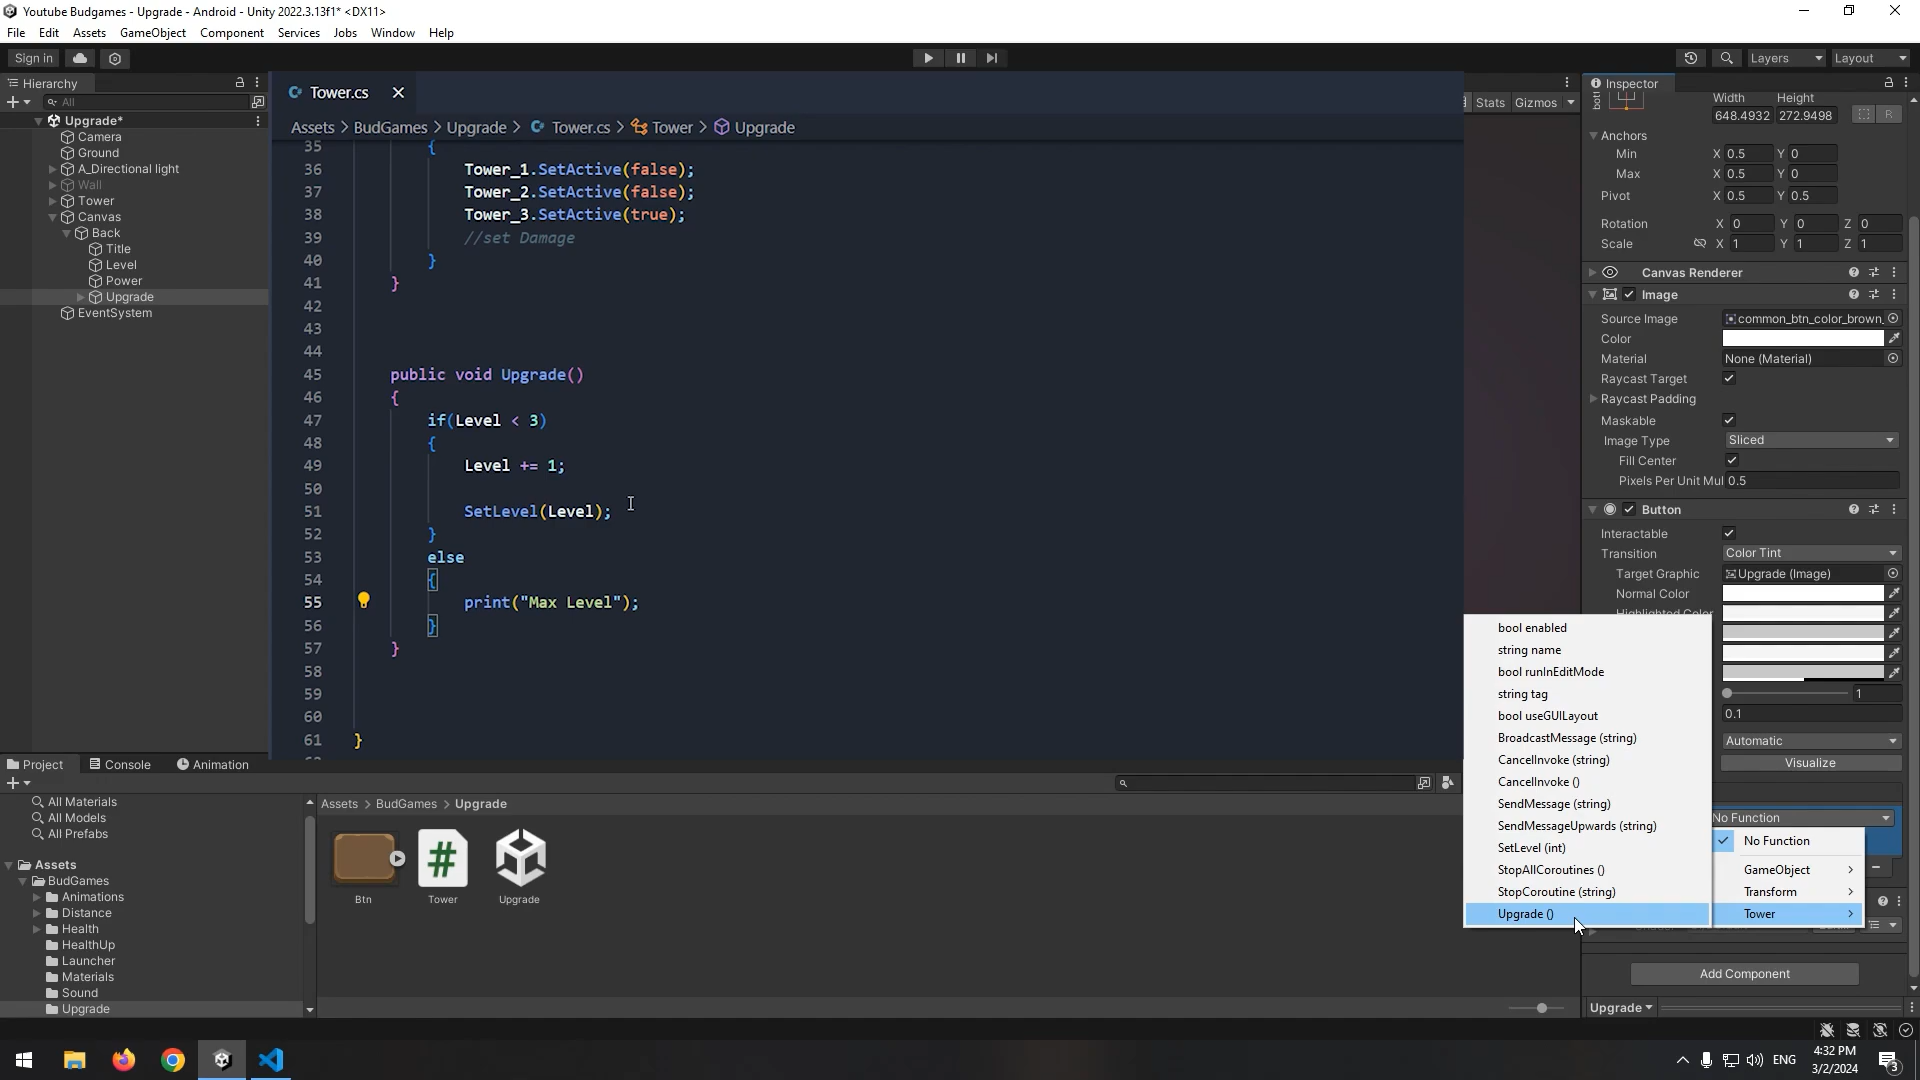 Youtube Budgames - Upgrade - Android - Unity 2022.3.13f1* <DX11>
File Edit Assets GameObject Component Services Jobs Window Help
Sign in
Layers
Layout
Hierarchy
All
Upgrade*
Camera
Ground
A_Directional light
Wall
Tower
Canvas
Back
Title
Level
Power
Upgrade
EventSystem
Tower.cs
Assets > BudGames > Upgrade > Tower.cs > Tower > Upgrade
35 {
36 Tower_1.SetActive(false);
37 Tower_2.SetActive(false);
38 Tower_3.SetActive(true);
39 //set Damage
40 }
41 }
42
43
44
45 public void Upgrade()
46 {
47 if(Level < 3)
48 {
49 Level += 1;
50
51 SetLevel(Level);
52 }
53 else
54 {
55 print("Max Level");
56 }
57 }
58
59
60
61 }
Stats Gizmos
Inspector
Width Height
648.4932 272.9498
R
Anchors
Min X 0.5 Y 0
Max X 0.5 Y 0
Pivot X 0.5 Y 0.5
Rotation X 0 Y 0 Z 0
Scale X 1 Y 1 Z 1
Canvas Renderer
Image
Source Image common_btn_color_brown_
Color
Material None (Material)
Raycast Target
Raycast Padding
Maskable
Image Type Sliced
Fill Center
Pixels Per Unit Mul 0.5
Button
Interactable
Transition Color Tint
Target Graphic Upgrade (Image)
Normal Color
Highlighted Color
1
0.1
Automatic
Visualize
No Function
bool enabled
string name
bool runInEditMode
string tag
bool useGUILayout
BroadcastMessage (string)
CancelInvoke (string)
CancelInvoke ()
SendMessage (string)
SendMessageUpwards (string)
SetLevel (int)
StopAllCoroutines ()
StopCoroutine (string)
Upgrade ()
No Function
GameObject
Transform
Tower
Add Component
Upgrade
Project Console Animation
All Materials
All Models
All Prefabs
Assets
BudGames
Animations
Distance
Health
HealthUp
Launcher
Materials
Sound
Upgrade
Assets > BudGames > Upgrade
Btn
Tower
Upgrade
ENG
4:32 PM
3/2/2024
3